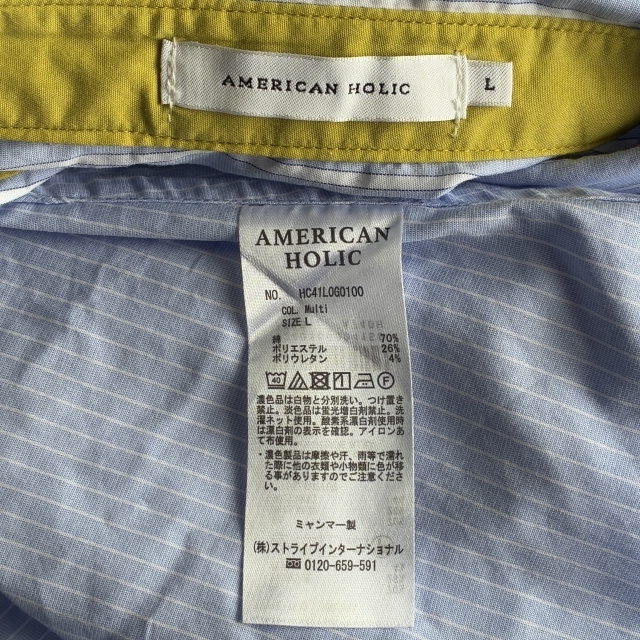 AMERICAN HOLIC
L
AMERICAN
HOLIC
NO. HC41L0G0100
COL. Multi
SIZE L
綿 70%
ポリエステル 26%
ポリウレタン 4%
40
濃色品は白物と分別洗い。つけ置き
禁止。淡色品は蛍光増白剤禁止。洗
濯ネット使用。酸素系漂白剤使用時
は漂白剤の表示を確認。アイロンあ
て布使用。
・濃色製品は摩擦や汗、雨等で濡れ
た際に他の衣類や小物類に色が移
る事がありますのでご注意くださ
い。
ミャンマー製
(株)ストライプインターナショナル
0120-659-591